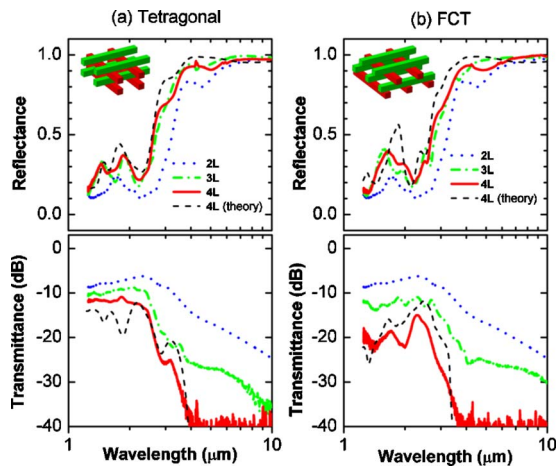 (a) Tetragonal
(b) FCT
Reflectance
1.0
0.5
0.0
2L
3L
4L
4L (theory)
Reflectance
1.0
0.5
0.0
2L
3L
4L
4L (theory)
Transmittance (dB)
0
-10
-20
-30
-40
1
10
Wavelength (μm)
Transmittance (dB)
0
-10
-20
-30
-40
1
10
Wavelength (μm)